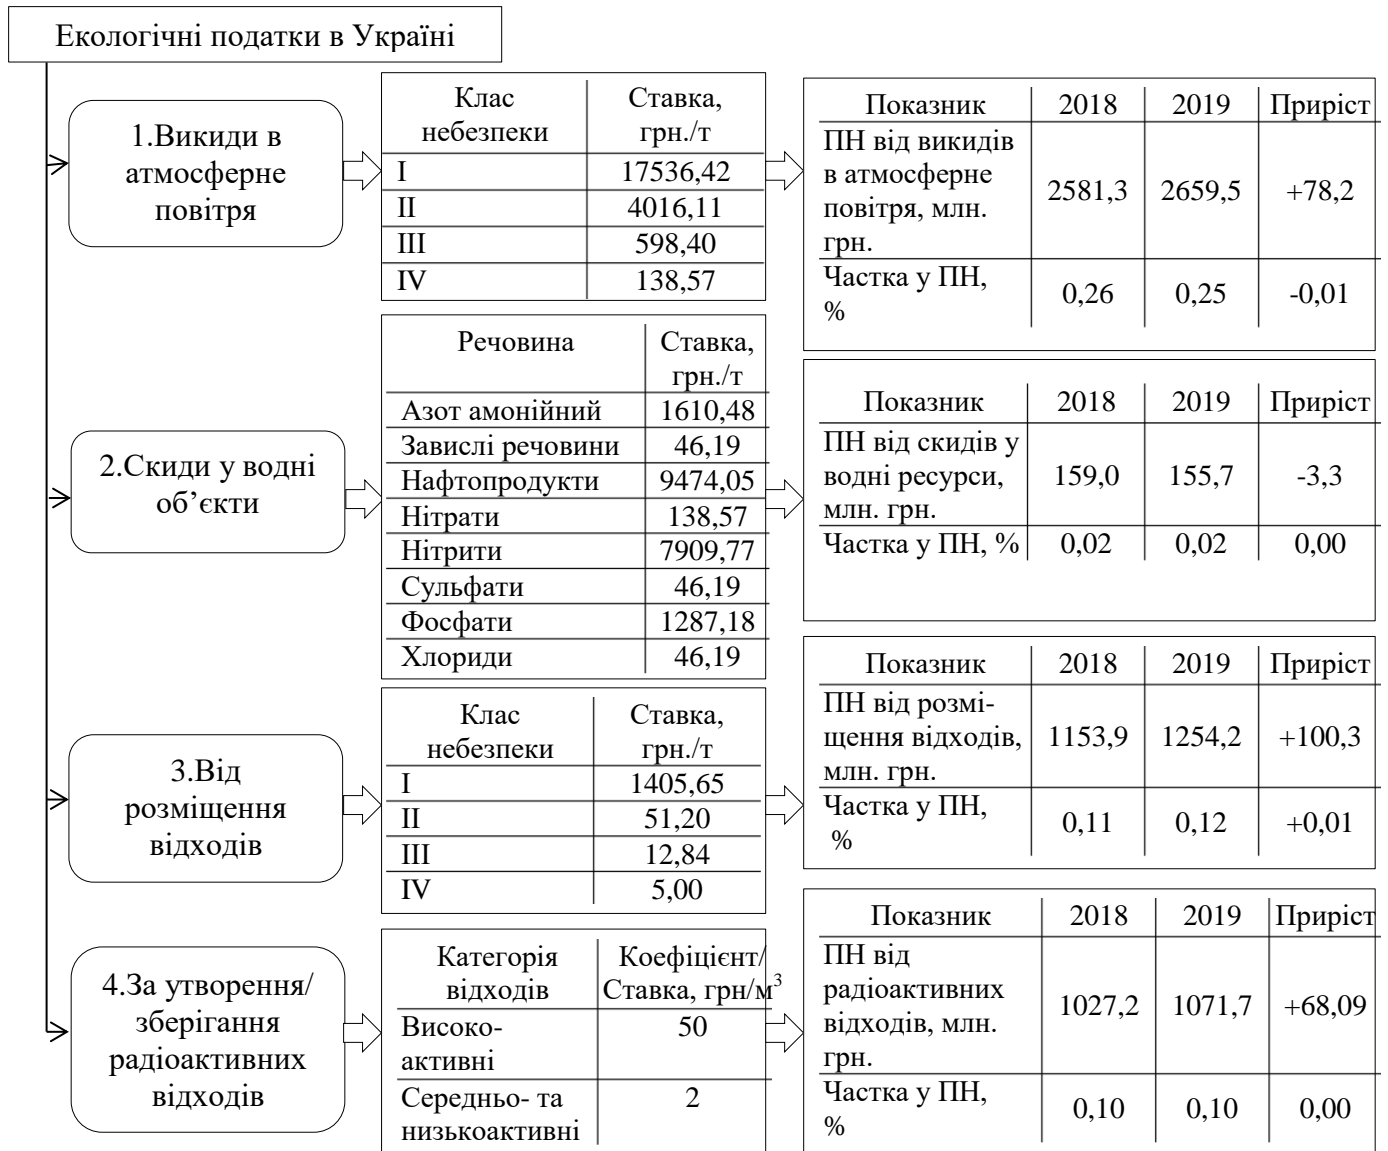 Екологічні податки в Україні
1.Викиди в
атмосферне
повітря
Клас
небезпеки
Ставка,
грн./т
I 17536,42
II 4016,11
III 598,40
IV 138,57
Показник 2018 2019 Приріст
ПН від викидів
в атмосферне
повітря, млн.
грн.
2581,3 2659,5 +78,2
Частка у ПН,
%
0,26 0,25 -0,01
2.Скиди у водні
об’єкти
Речовина
Ставка,
грн./т
Азот амонійний 1610,48
Завислі речовини 46,19
Нафтопродукти 9474,05
Нітрати 138,57
Нітрити 7909,77
Сульфати 46,19
Фосфати 1287,18
Хлориди 46,19
Показник 2018 2019 Приріст
ПН від скидів у
водні ресурси,
млн. грн.
159,0 155,7 -3,3
Частка у ПН, % 0,02 0,02 0,00
3.Від
розміщення
відходів
Клас
небезпеки
Ставка,
грн./т
I 1405,65
II 51,20
III 12,84
IV 5,00
Показник 2018 2019 Приріст
ПН від розмі-
щення відходів,
млн. грн.
1153,9 1254,2 +100,3
Частка у ПН,
%
0,11 0,12 +0,01
4.За утворення/
зберігання
радіоактивних
відходів
Категорія
відходів
Коефіцієнт/
Ставка, грн/м³
Високо-
активні
50
Середньо- та
низькоактивні
2
Показник 2018 2019 Приріст
ПН від
радіоактивних
відходів, млн.
грн.
1027,2 1071,7 +68,09
Частка у ПН,
%
0,10 0,10 0,00